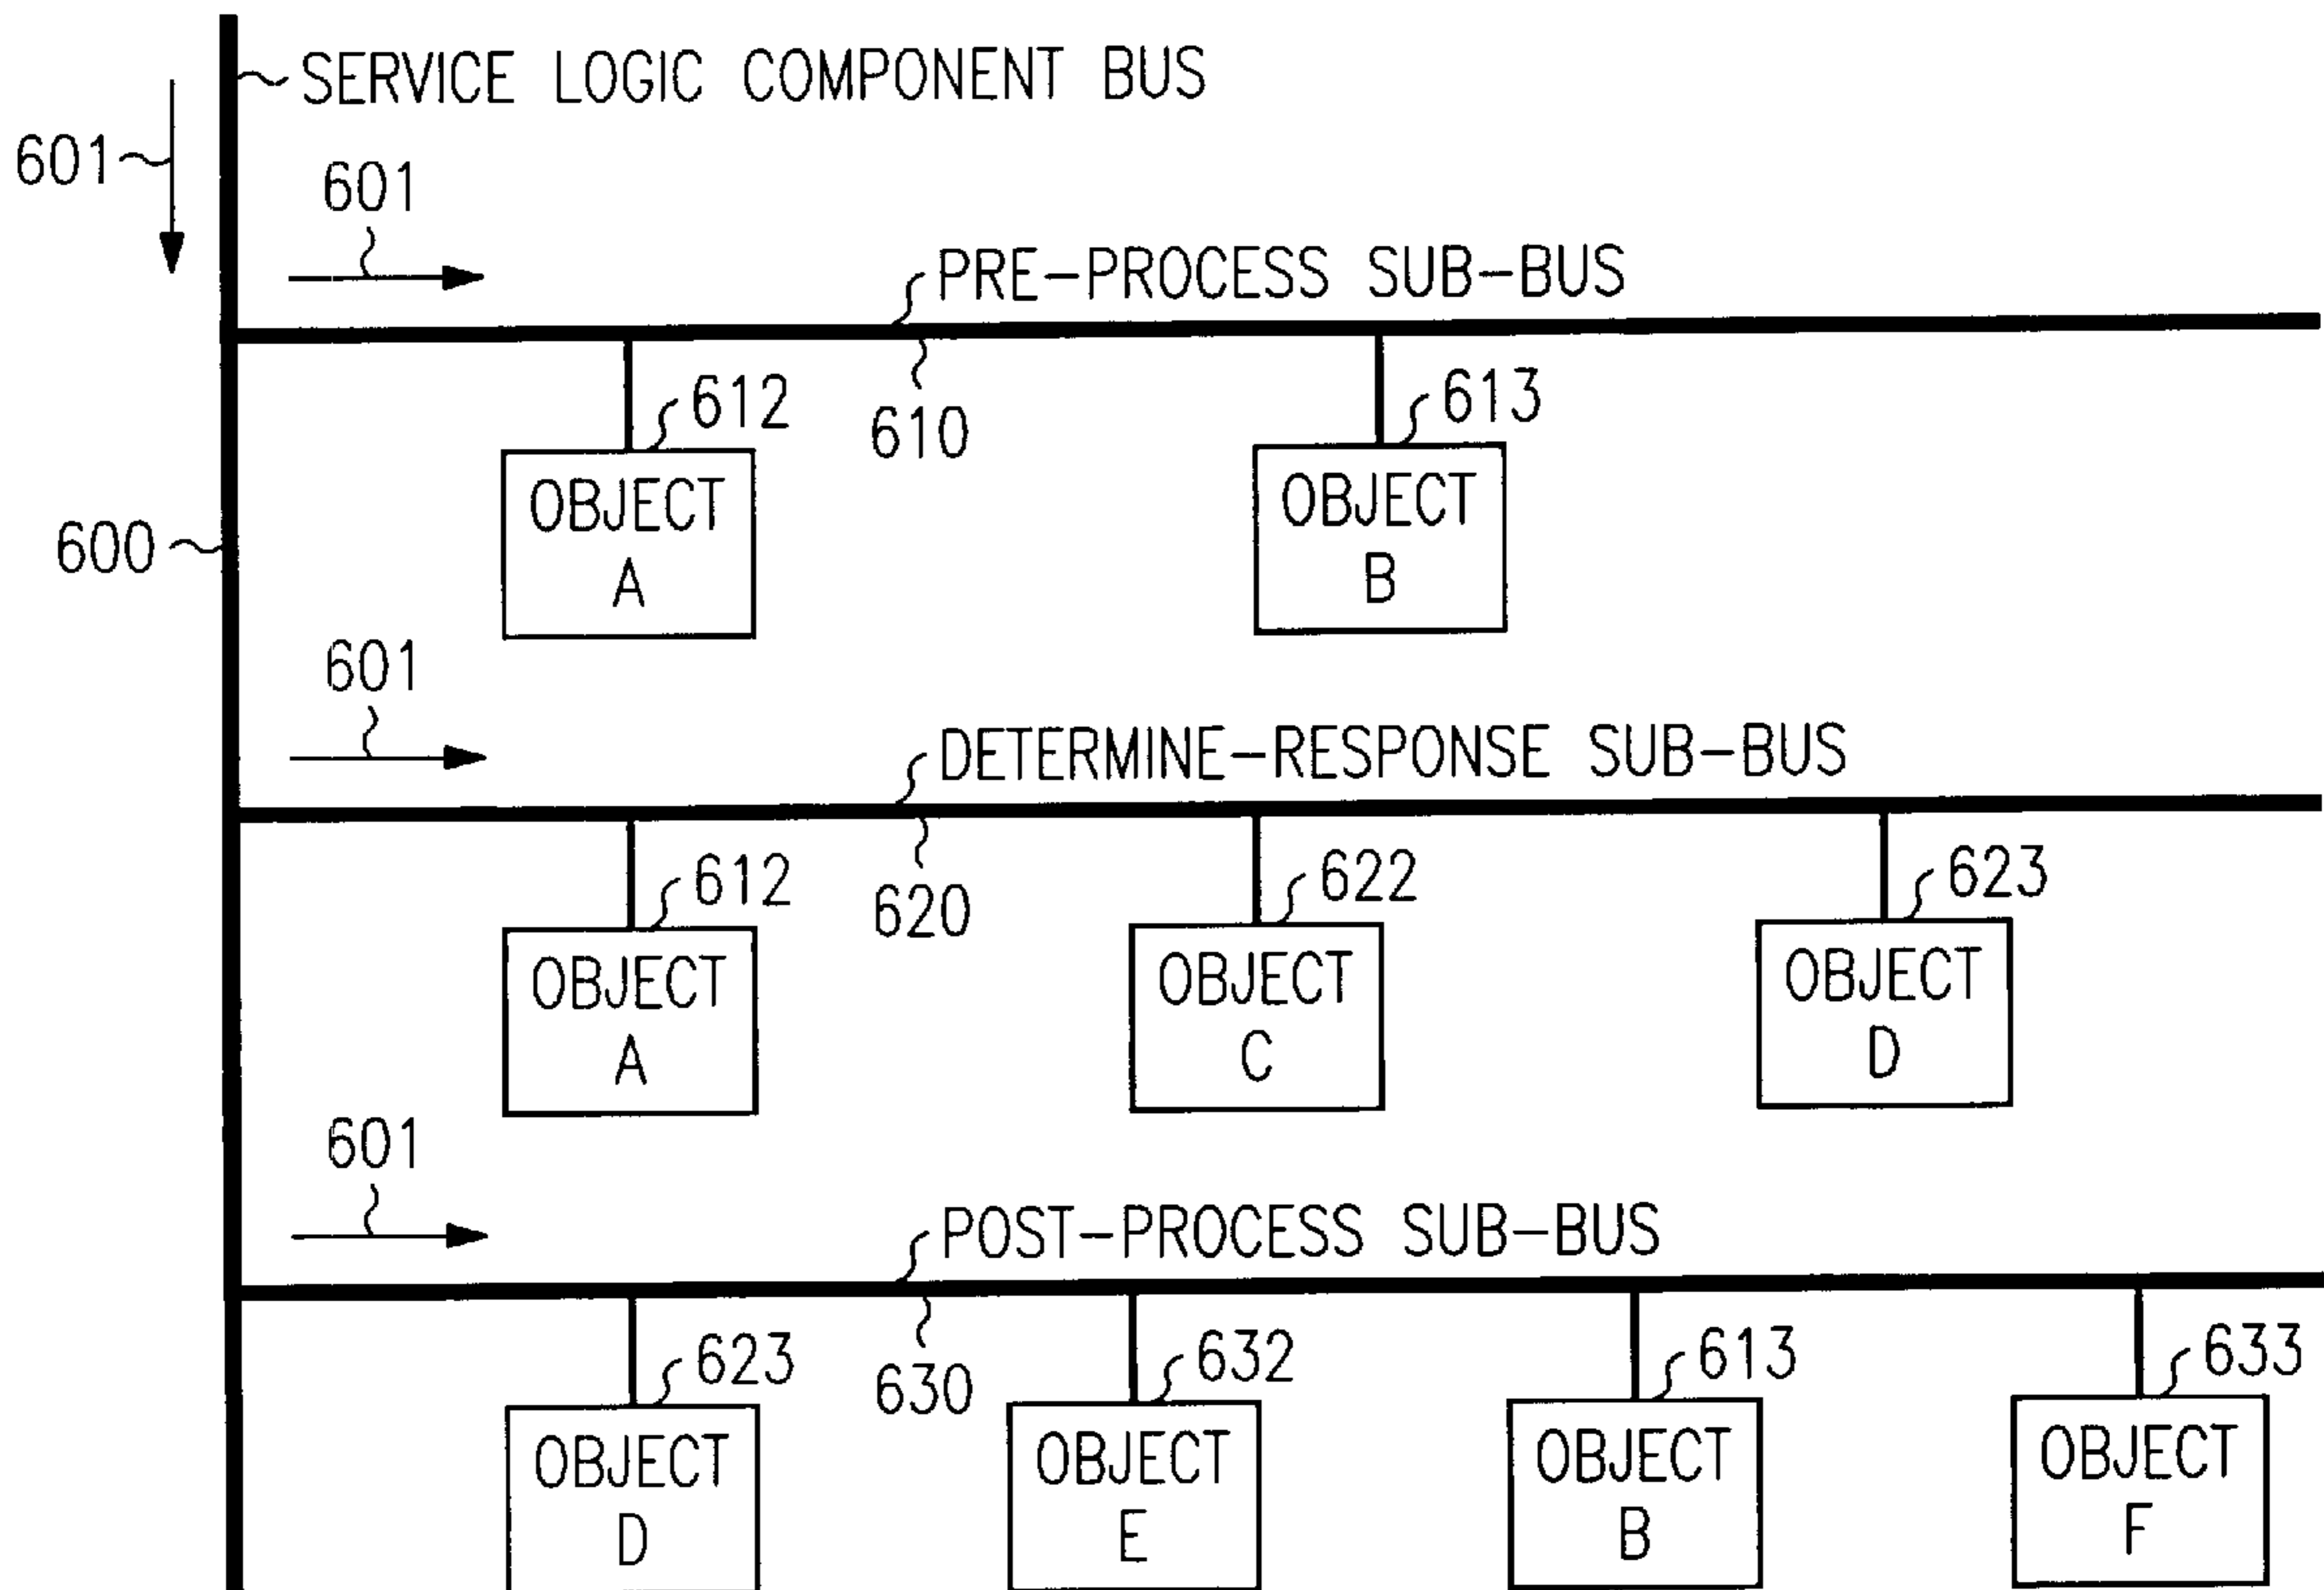 SERVICE LOGIC COMPONENT BUS
601
601
PRE-PROCESS SUB-BUS
612
610
613
OBJECT
A
OBJECT
B
600
601
DETERMINE-RESPONSE SUB-BUS
612
620
622
623
OBJECT
A
OBJECT
C
OBJECT
D
601
POST-PROCESS SUB-BUS
623
630
632
613
633
OBJECT
D
OBJECT
E
OBJECT
B
OBJECT
F